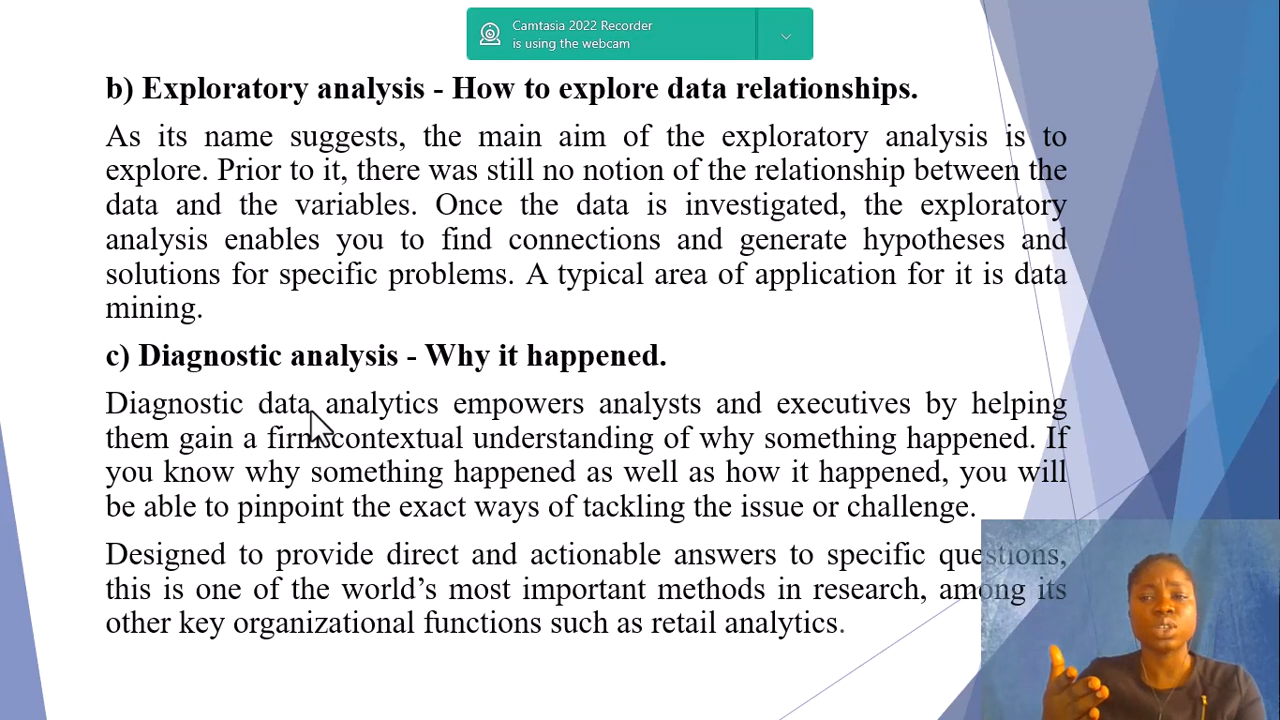 Camtasia 2022 Recorder
is using the webcam
b) Exploratory analysis - How to explore data relationships.
As its name suggests, the main aim of the exploratory analysis is to
explore. Prior to it, there was still no notion of the relationship between the
data and the variables. Once the data is investigated, the exploratory
analysis enables you to find connections and generate hypotheses and
solutions for specific problems. A typical area of application for it is data
mining.
c) Diagnostic analysis - Why it happened.
Diagnostic data analytics empowers analysts and executives by helping
them gain a firm contextual understanding of why something happened. If
you know why something happened as well as how it happened, you will
be able to pinpoint the exact ways of tackling the issue or challenge.
Designed to provide direct and actionable answers to specific questions,
this is one of the world’s most important methods in research, among its
other key organizational functions such as retail analytics.